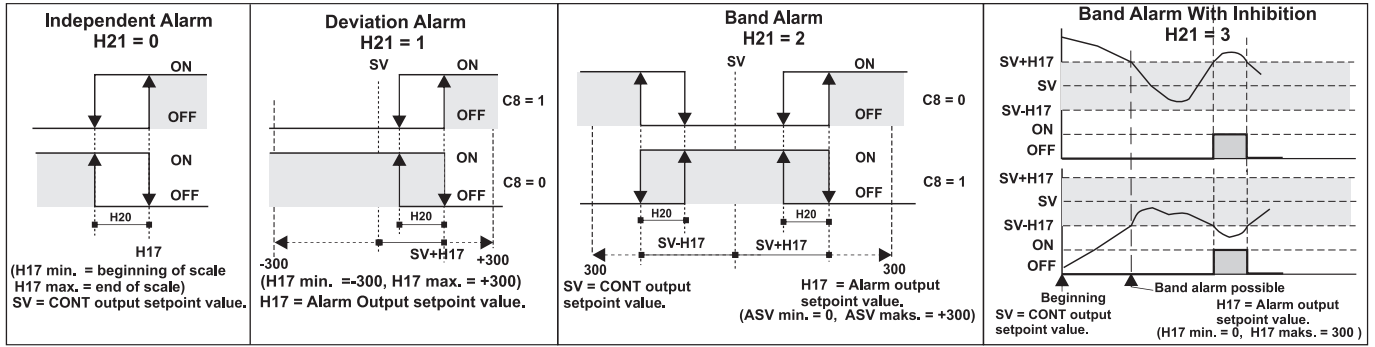 Independent Alarm
H21 = 0
ON
OFF
ON
OFF
H20
H17
(H17 min. = beginning of scale
H17 max. = end of scale)
SV = CONT output setpoint value.
Deviation Alarm
H21 = 1
SV
ON
OFF
C8 = 1
ON
OFF
C8 = 0
H20
SV+H17
-300
+300
(H17 min. =-300, H17 max. = +300)
H17 = Alarm Output setpoint value.
Band Alarm
H21 = 2
SV
ON
OFF
C8 = 0
ON
OFF
C8 = 1
H20
H20
SV-H17
SV+H17
300
300
SV = CONT output
setpoint value.
H17 = Alarm output
setpoint value.
(ASV min. = 0, ASV maks. = +300)
Band Alarm With Inhibition
H21 = 3
SV+H17
SV
SV-H17
ON
OFF
SV+H17
SV
SV-H17
ON
OFF
Beginning
Band alarm possible
SV = CONT output
setpoint value.
H17 = Alarm output
setpoint value.
(H17 min. = 0, H17 maks. = 300 )